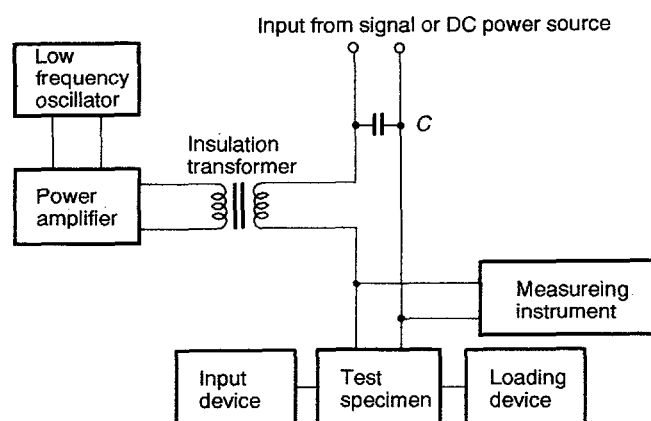 Input from signal or DC power source
Low
frequency
oscillator
C
Insulation
transformer
Power
amplifier
Measureing
instrument
Input
device
Test
specimen
Loading
device